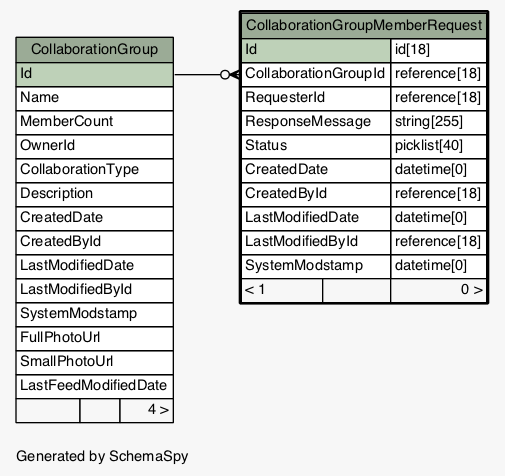 CollaborationGroup
Id
Name
MemberCount
OwnerId
CollaborationType
Description
CreatedDate
CreatedById
LastModifiedDate
LastModifiedById
SystemModstamp
FullPhotoUrl
SmallPhotoUrl
LastFeedModifiedDate
4 >
CollaborationGroupMemberRequest
Id id[18]
CollaborationGroupId reference[18]
RequesterId reference[18]
ResponseMessage string[255]
Status picklist[40]
CreatedDate datetime[0]
CreatedById reference[18]
LastModifiedDate datetime[0]
LastModifiedById reference[18]
SystemModstamp datetime[0]
< 1 0 >
Generated by SchemaSpy